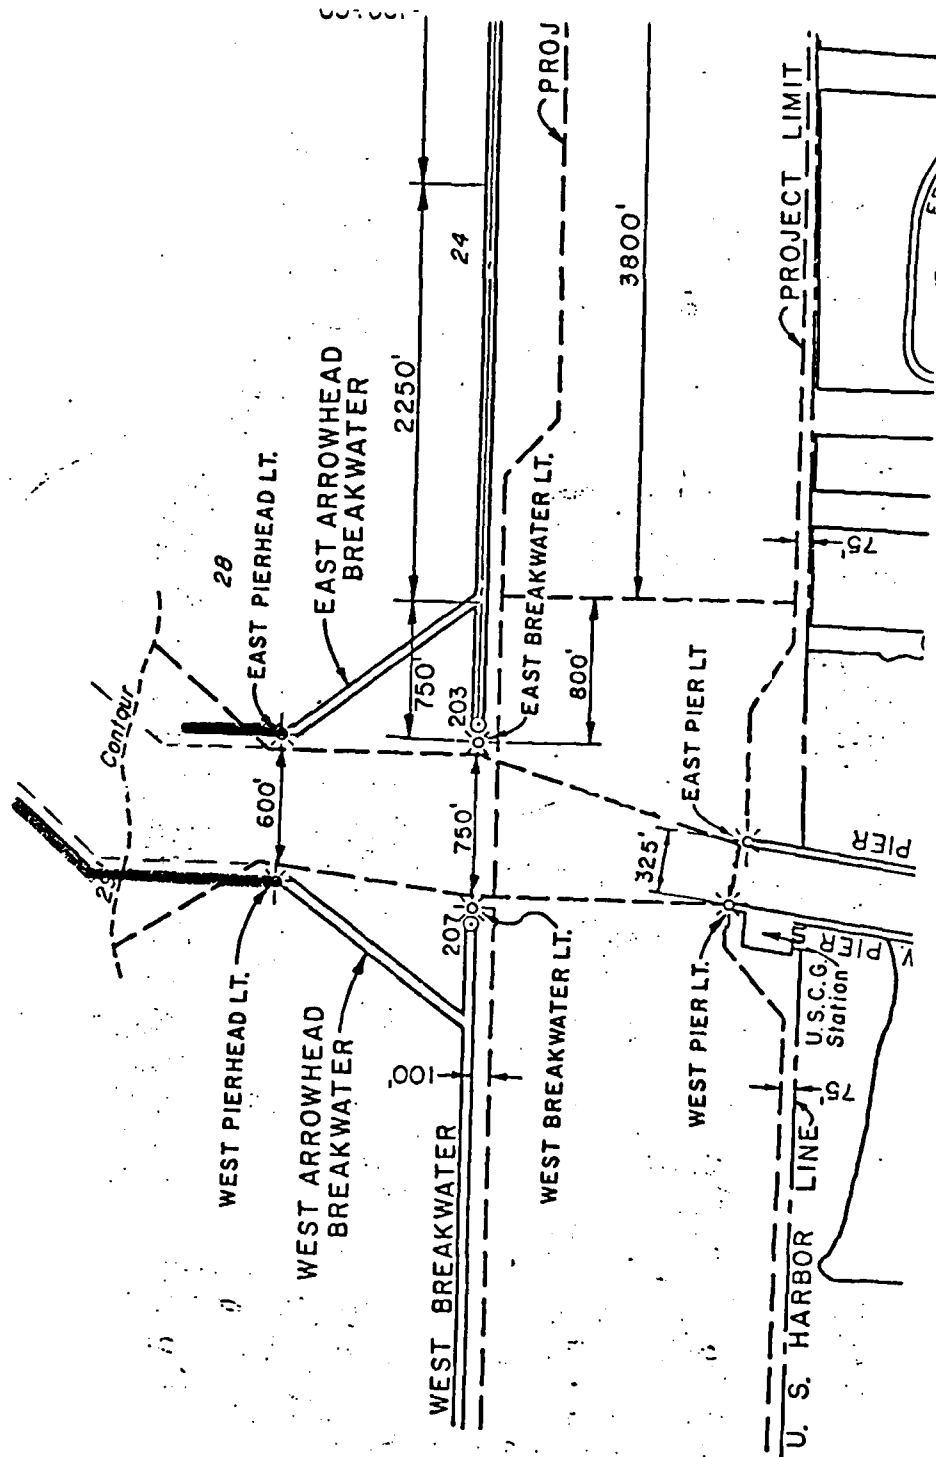 Contour
28
EAST PIERHEAD LT.
EAST ARROWHEAD
BREAKWATER
2250'
24
750'
203
EAST BREAKWATER LT.
800'
3800'
PROJ
PROJECT LIMIT
75'
600'
750'
325'
EAST PIER LT
PIER
WEST PIERHEAD LT.
WEST ARROWHEAD
BREAKWATER
207
WEST BREAKWATER LT.
100'
WEST BREAKWATER
WEST PIER LT.
W. PIER
U.S.C.G.
Station
75'
U. S. HARBOR LINE